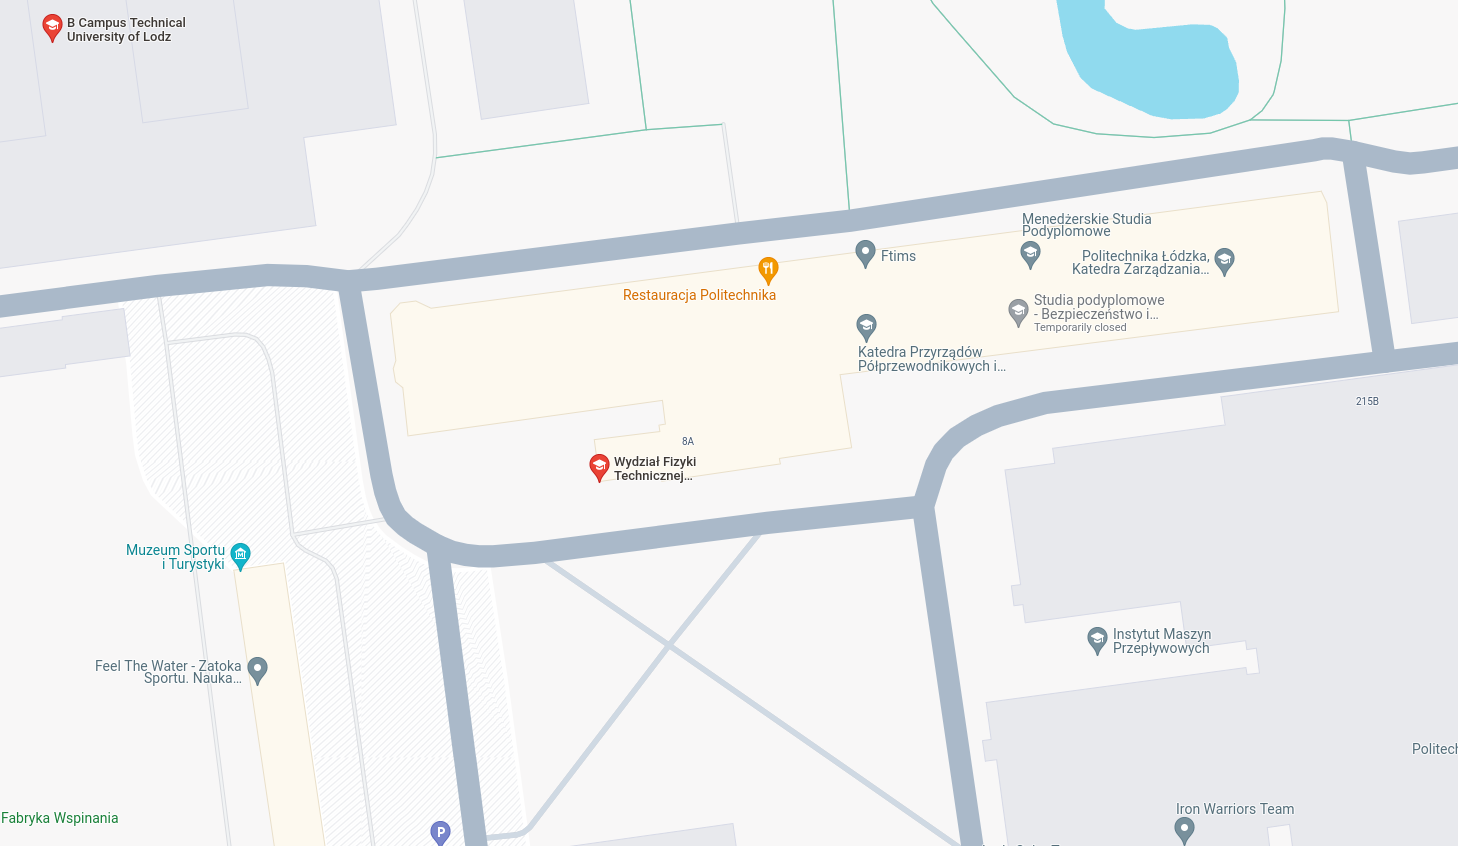 B Campus Technical
University of Lodz
Menedżerskie Studia
Podyplomowe
Ftims
Politechnika Łódzka,
Katedra Zarządzania...
Restauracja Politechnika
Studia podyplomowe
- Bezpieczeństwo i...
Temporarily closed
Katedra Przyrządów
Półprzewodnikowych i...
215B
8A
Wydział Fizyki
Technicznej...
Muzeum Sportu
i Turystyki
Instytut Maszyn
Przepływowych
Feel The Water - Zatoka
Sportu. Nauka...
Politech
Iron Warriors Team
Fabryka Wspinania
P